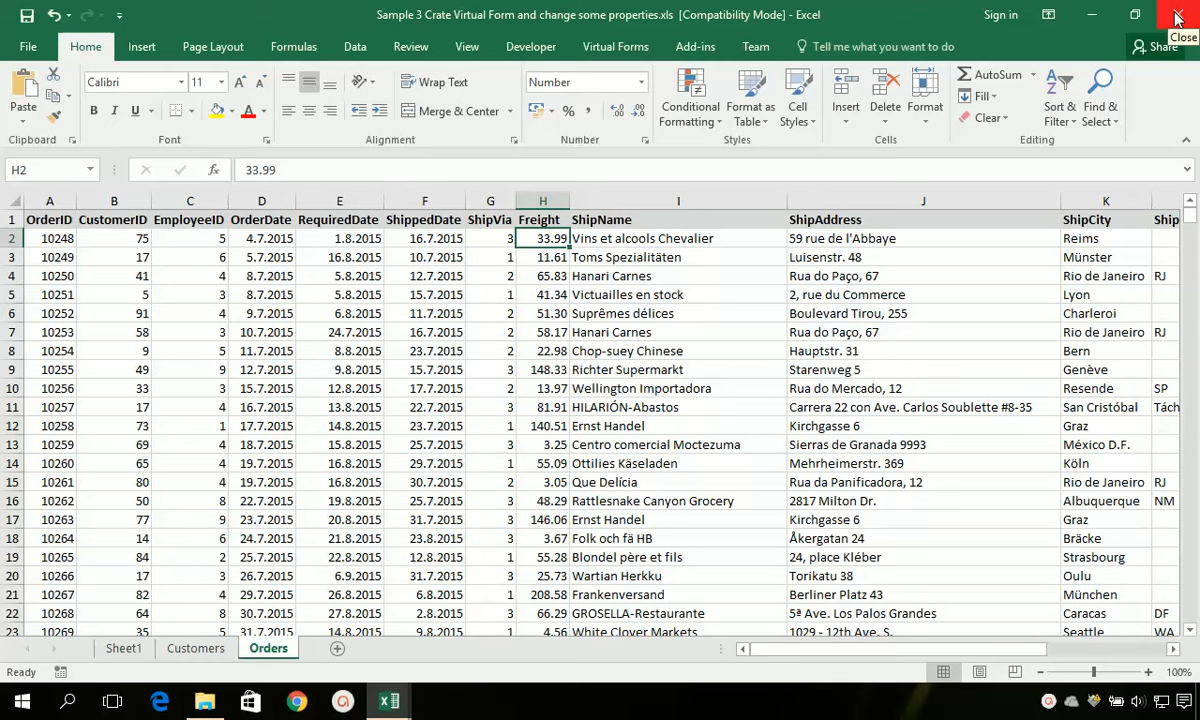 Sample 3 Crate Virtual Form and change some properties.xls [Compatibility Mode] - Excel
Sign in
Close
File Home Insert Page Layout Formulas Data Review View Developer Virtual Forms Add-ins Team Tell me what you want to do Share
Paste
Calibri 11
B I U
Wrap Text
Merge & Center
Number
Conditional Formatting
Format as Table
Cell Styles
Insert
Delete
Format
AutoSum
Fill
Clear
Sort & Filter
Find & Select
Clipboard Font Alignment Number Styles Cells Editing
H2 fx 33.99
A B C D E F G H I J K
1 OrderID CustomerID EmployeeID OrderDate RequiredDate ShippedDate ShipVia Freight ShipName ShipAddress ShipCity Ship
2 10248 75 5 4.7.2015 1.8.2015 16.7.2015 3 33.99 Vins et alcools Chevalier 59 rue de l'Abbaye Reims
3 10249 17 6 5.7.2015 16.8.2015 10.7.2015 1 11.61 Toms Spezialitäten Luisenstr. 48 Münster
4 10250 41 4 8.7.2015 5.8.2015 12.7.2015 2 65.83 Hanari Carnes Rua do Paço, 67 Rio de Janeiro RJ
5 10251 5 3 8.7.2015 5.8.2015 15.7.2015 1 41.34 Victuailles en stock 2, rue du Commerce Lyon
6 10252 91 4 9.7.2015 6.8.2015 11.7.2015 2 51.30 Suprêmes délices Boulevard Tirou, 255 Charleroi
7 10253 58 3 10.7.2015 24.7.2015 16.7.2015 2 58.17 Hanari Carnes Rua do Paço, 67 Rio de Janeiro RJ
8 10254 9 5 11.7.2015 8.8.2015 23.7.2015 2 22.98 Chop-suey Chinese Hauptstr. 31 Bern
9 10255 49 9 12.7.2015 9.8.2015 15.7.2015 3 148.33 Richter Supermarkt Starenweg 5 Genève
10 10256 33 3 15.7.2015 12.8.2015 17.7.2015 2 13.97 Wellington Importadora Rua do Mercado, 12 Resende SP
11 10257 17 4 16.7.2015 13.8.2015 22.7.2015 3 81.91 HILARIÓN-Abastos Carrera 22 con Ave. Carlos Soublette #8-35 San Cristóbal Tách
12 10258 73 1 17.7.2015 14.8.2015 23.7.2015 1 140.51 Ernst Handel Kirchgasse 6 Graz
13 10259 69 4 18.7.2015 15.8.2015 25.7.2015 3 3.25 Centro comercial Moctezuma Sierras de Granada 9993 México D.F.
14 10260 65 4 19.7.2015 16.8.2015 29.7.2015 1 55.09 Ottilies Käseladen Mehrheimerstr. 369 Köln
15 10261 80 4 19.7.2015 16.8.2015 30.7.2015 2 3.05 Que Delícia Rua da Panificadora, 12 Rio de Janeiro RJ
16 10262 50 8 22.7.2015 19.8.2015 25.7.2015 3 48.29 Rattlesnake Canyon Grocery 2817 Milton Dr. Albuquerque NM
17 10263 77 9 23.7.2015 20.8.2015 31.7.2015 3 146.06 Ernst Handel Kirchgasse 6 Graz
18 10264 14 6 24.7.2015 21.8.2015 23.8.2015 3 3.67 Folk och fä HB Åkergatan 24 Bräcke
19 10265 84 2 25.7.2015 22.8.2015 12.8.2015 1 55.28 Blondel père et fils 24, place Kléber Strasbourg
20 10266 17 3 26.7.2015 6.9.2015 31.7.2015 3 25.73 Wartian Herkku Torikatu 38 Oulu
21 10267 82 4 29.7.2015 26.8.2015 6.8.2015 1 208.58 Frankenversand Berliner Platz 43 München
22 10268 64 8 30.7.2015 27.8.2015 2.8.2015 3 66.29 GROSELLA-Restaurante 5ª Ave. Los Palos Grandes Caracas DF
23 10269 35 5 31.7.2015 14.8.2015 9.8.2015 1 4.56 White Clover Markets 1029 - 12th Ave. S. Seattle WA
Sheet1 Customers Orders
Ready 100%